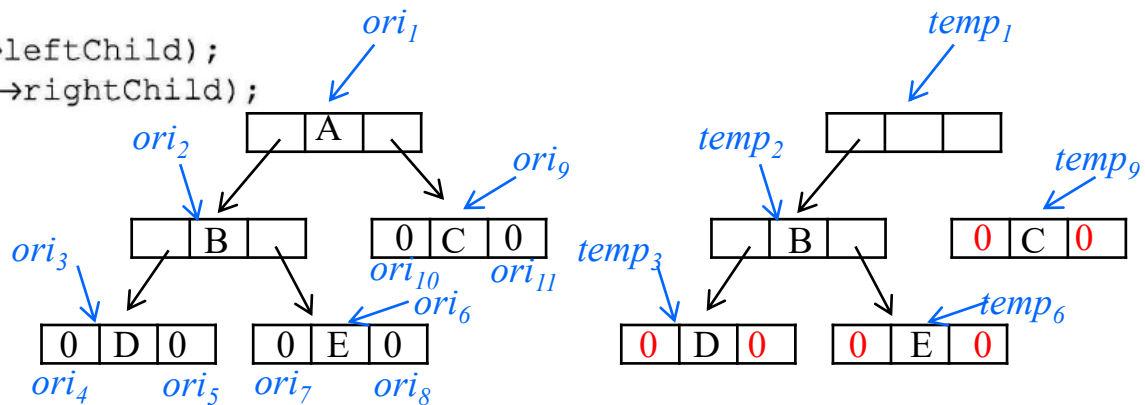 →leftChild);
→rightChild);
ori₁ temp₁
A
ori₂ ori₉ temp₂ temp₉
B 0 C 0 B 0 C 0
ori₃ ori₁₀ ori₁₁ temp₃
ori₆ temp₆
0 D 0 0 E 0 0 D 0 0 E 0
ori₄ ori₅ ori₇ ori₈